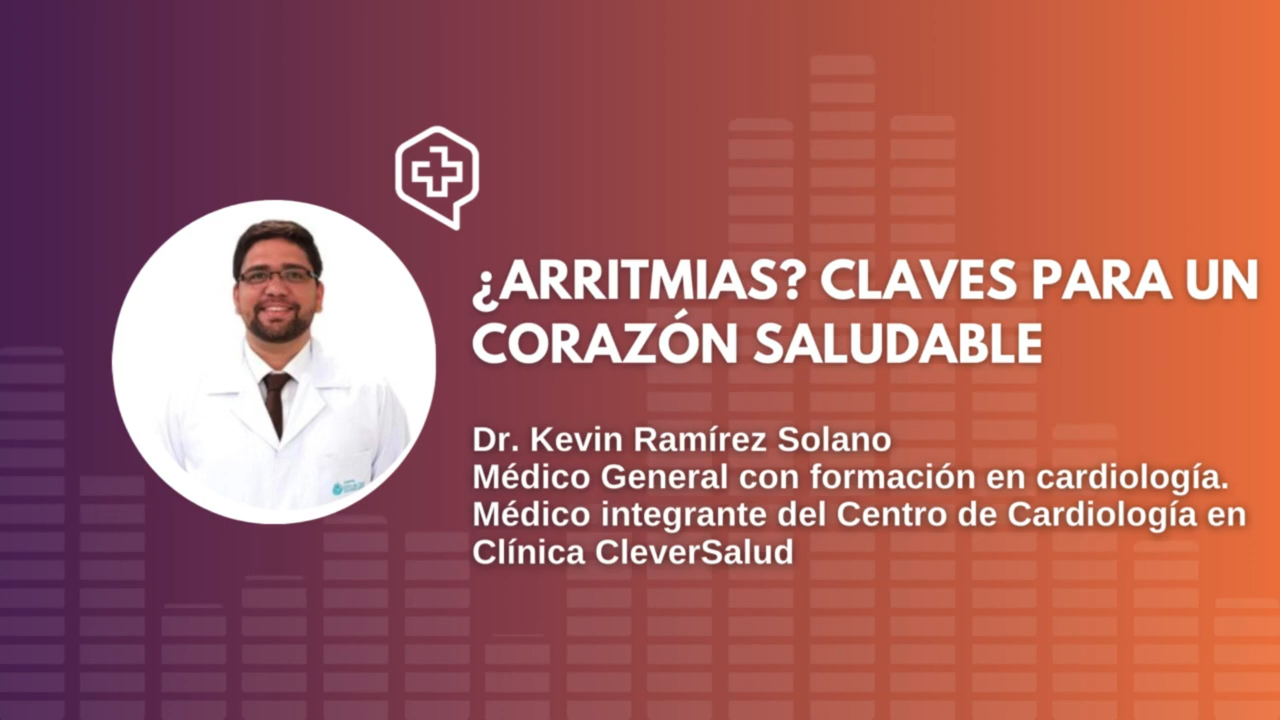 ¿ARRITMIAS? CLAVES PARA UN
CORAZÓN SALUDABLE
Dr. Kevin Ramírez Solano
Médico General con formación en cardiología.
Médico integrante del Centro de Cardiología en
Clínica CleverSalud